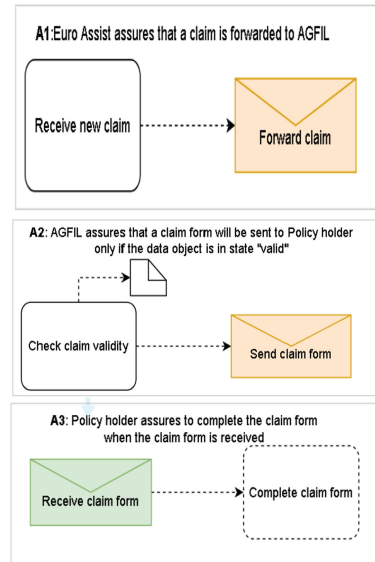 A1:Euro Assist assures that a claim is forwarded to AGFIL
Receive new claim
Forward claim
A2: AGFIL assures that a claim form will be sent to Policy holder
only if the data object is in state "valid"
Check claim validity
Send claim form
A3: Policy holder assures to complete the claim form
when the claim form is received
Receive claim form
Complete claim form